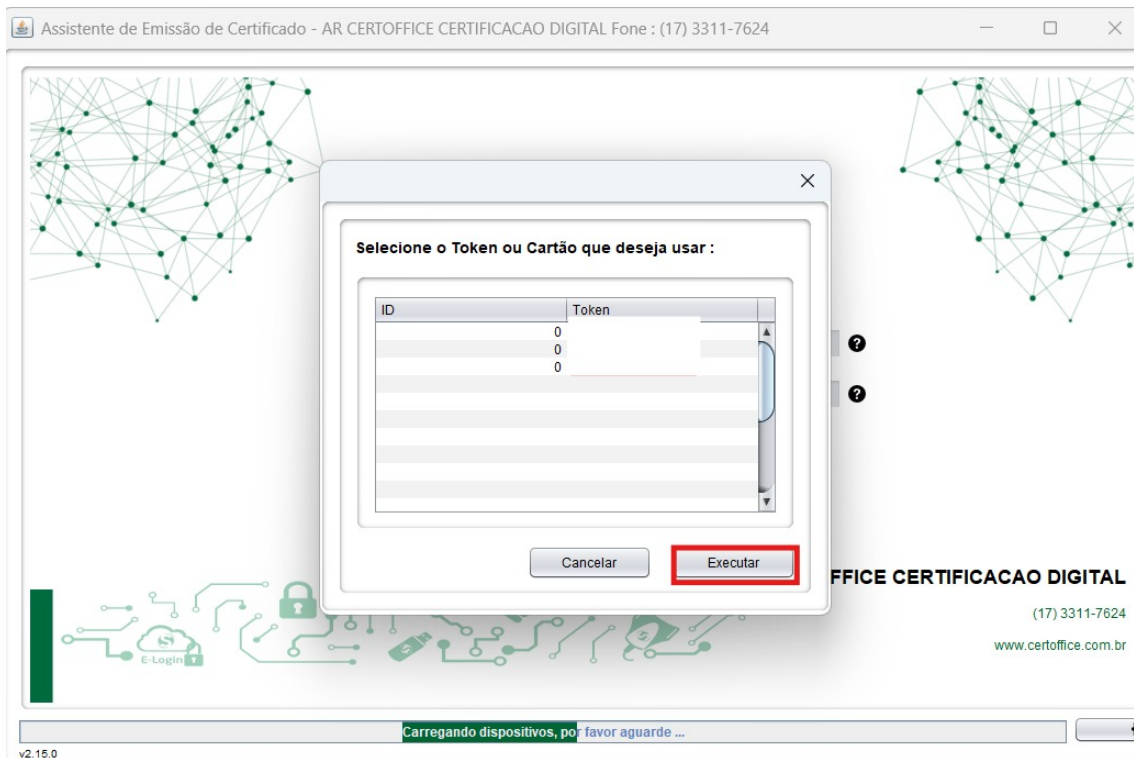 Assistente de Emissão de Certificado - AR CERTOFFICE CERTIFICACAO DIGITAL Fone : (17) 3311-7624
Selecione o Token ou Cartão que deseja usar :
ID Token
0
0
0
Cancelar Executar
FFICE CERTIFICACAO DIGITAL
(17) 3311-7624
www.certoffice.com.br
E-Login
Carregando dispositivos, por favor aguarde ...
v2.15.0